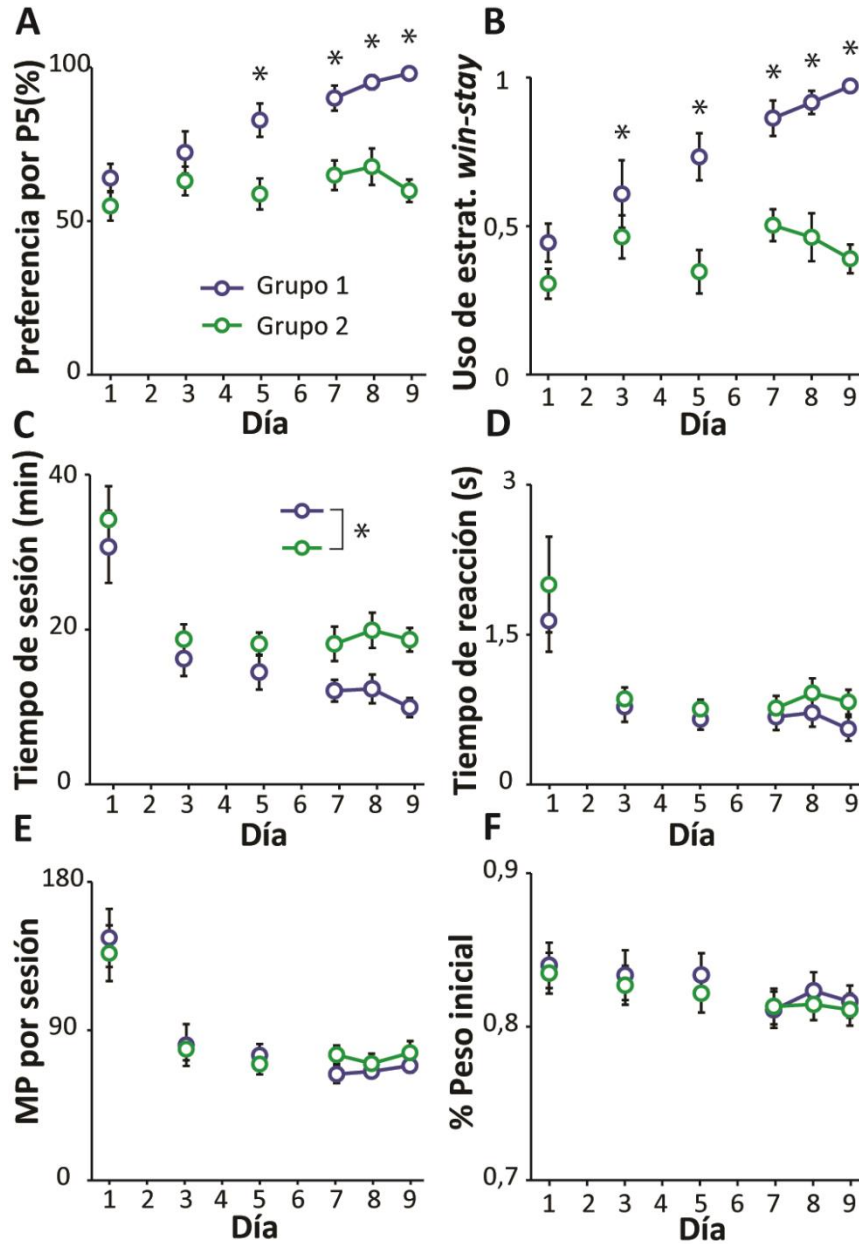 A
Preferencia por P5(%)
100
50
0
* * * *
Grupo 1
Grupo 2
1 2 3 4 5 6 7 8 9
Día
B
Uso de estrat. win-stay
1
0,5
0
* * * * *
1 2 3 4 5 6 7 8 9
Día
C
Tiempo de sesión (min)
40
20
0
*
1 2 3 4 5 6 7 8 9
Día
D
Tiempo de reacción (s)
3
1,5
0
1 2 3 4 5 6 7 8 9
Día
E
MP por sesión
180
90
0
1 2 3 4 5 6 7 8 9
Día
F
% Peso inicial
0,9
0,8
0,7
1 2 3 4 5 6 7 8 9
Día